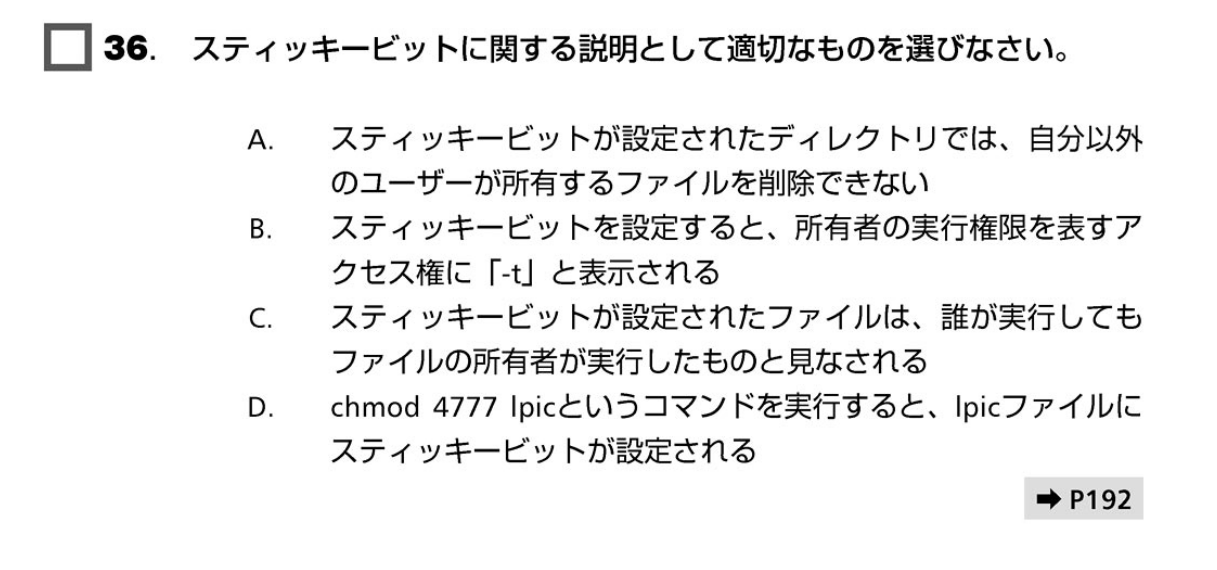 36. スティッキービットに関する説明として適切なものを選びなさい。
A. スティッキービットが設定されたディレクトリでは、自分以外
のユーザーが所有するファイルを削除できない
B. スティッキービットを設定すると、所有者の実行権限を表すア
クセス権に「-t」と表示される
C. スティッキービットが設定されたファイルは、誰が実行しても
ファイルの所有者が実行したものと見なされる
D. chmod 4777 lpicというコマンドを実行すると、lpicファイルに
スティッキービットが設定される
➡ P192